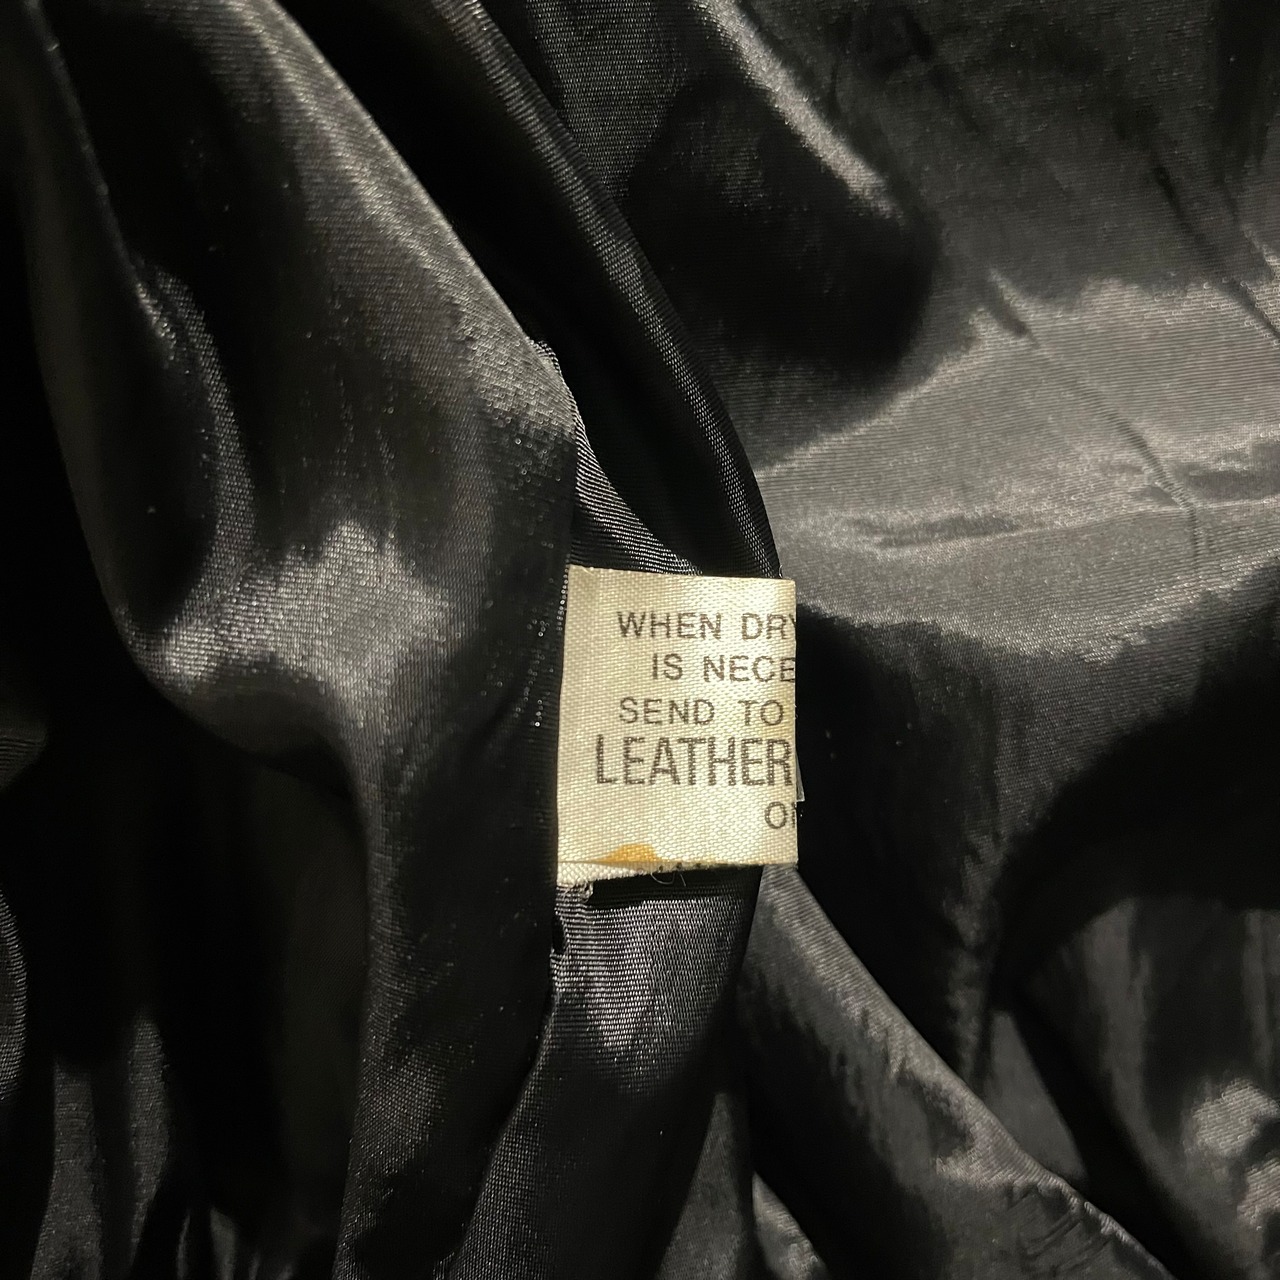 WHEN DRY
IS NECE
SEND TO
LEATHER